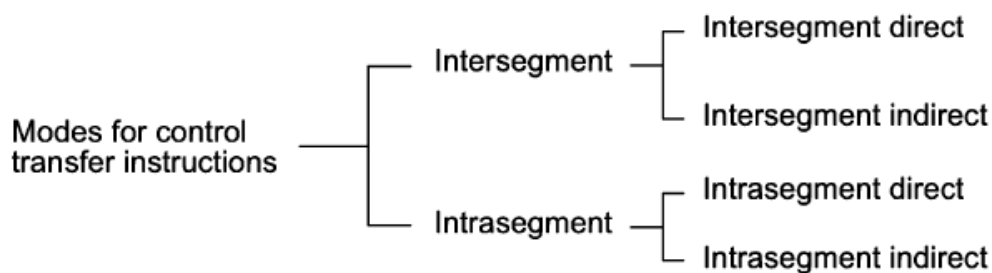 Intersegment direct
Intersegment
Intersegment indirect
Modes for control
transfer instructions
Intrasegment direct
Intrasegment
Intrasegment indirect